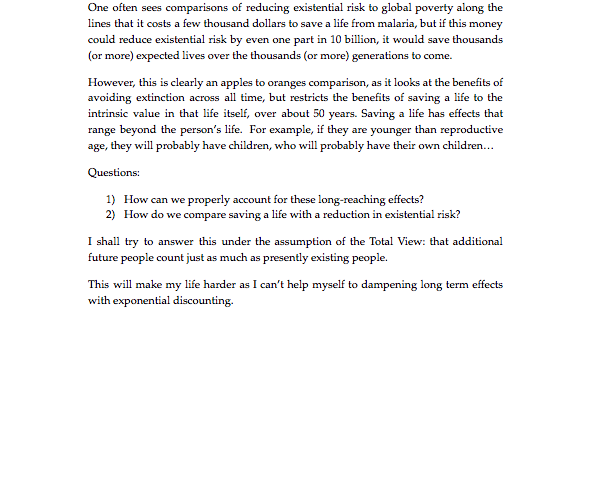 One often sees comparisons of reducing existential risk to global poverty along the
lines that it costs a few thousand dollars to save a life from malaria, but if this money
could reduce existential risk by even one part in 10 billion, it would save thousands
(or more) expected lives over the thousands (or more) generations to come.
However, this is clearly an apples to oranges comparison, as it looks at the benefits of
avoiding extinction across all time, but restricts the benefits of saving a life to the
intrinsic value in that life itself, over about 50 years. Saving a life has effects that
range beyond the person's life. For example, if they are younger than reproductive
age, they will probably have children, who will probably have their own children…
Questions:
1) How can we properly account for these long-reaching effects?
2) How do we compare saving a life with a reduction in existential risk?
I shall try to answer this under the assumption of the Total View: that additional
future people count just as much as presently existing people.
This will make my life harder as I can't help myself to dampening long term effects
with exponential discounting.